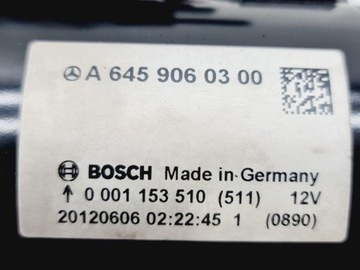 A 645 906 03 00
BOSCH Made in Germany
↑ 0 001 153 510 (511) 12V
20120606 02:22:45 1 (0890)